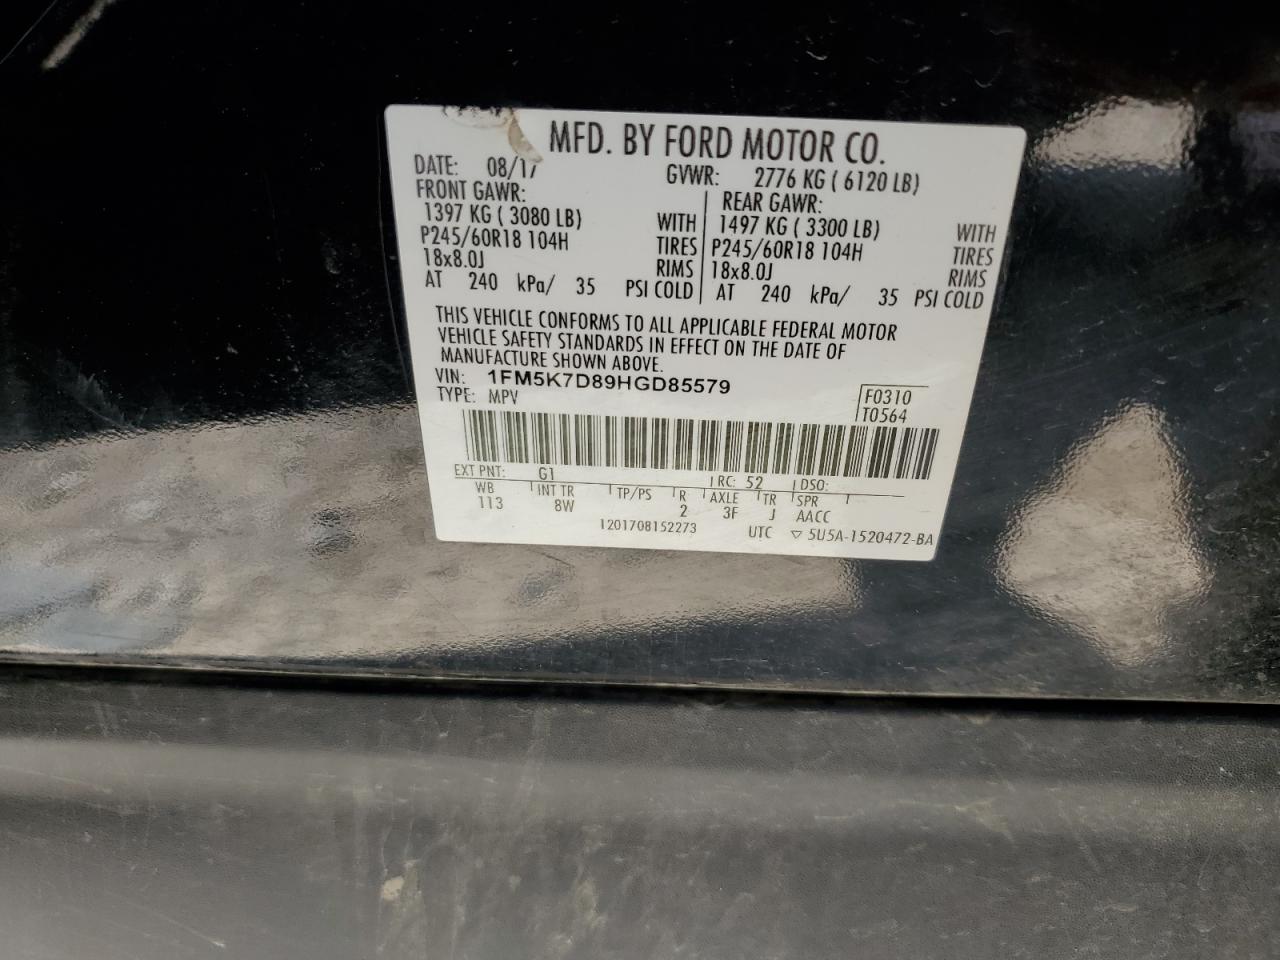 MFD. BY FORD MOTOR CO.
DATE: 08/17 GVWR: 2776 KG ( 6120 LB)
FRONT GAWR: REAR GAWR:
1397 KG ( 3080 LB) WITH 1497 KG ( 3300 LB) WITH
P245/60R18 104H TIRES P245/60R18 104H TIRES
18x8.0J RIMS 18x8.0J RIMS
AT 240 kPa/ 35 PSI COLD AT 240 kPa/ 35 PSI COLD
THIS VEHICLE CONFORMS TO ALL APPLICABLE FEDERAL MOTOR
VEHICLE SAFETY STANDARDS IN EFFECT ON THE DATE OF
MANUFACTURE SHOWN ABOVE.
VIN: 1FM5K7D89HGD85579
TYPE: MPV
F0310
T0564
EXT PNT: G1 RC: 52 DSO:
WB INT TR TP/PS R AXLE TR SPR
113 8W 2 3F J AACC
1201708152273 UTC ▽ 5U5A-1520472-BA